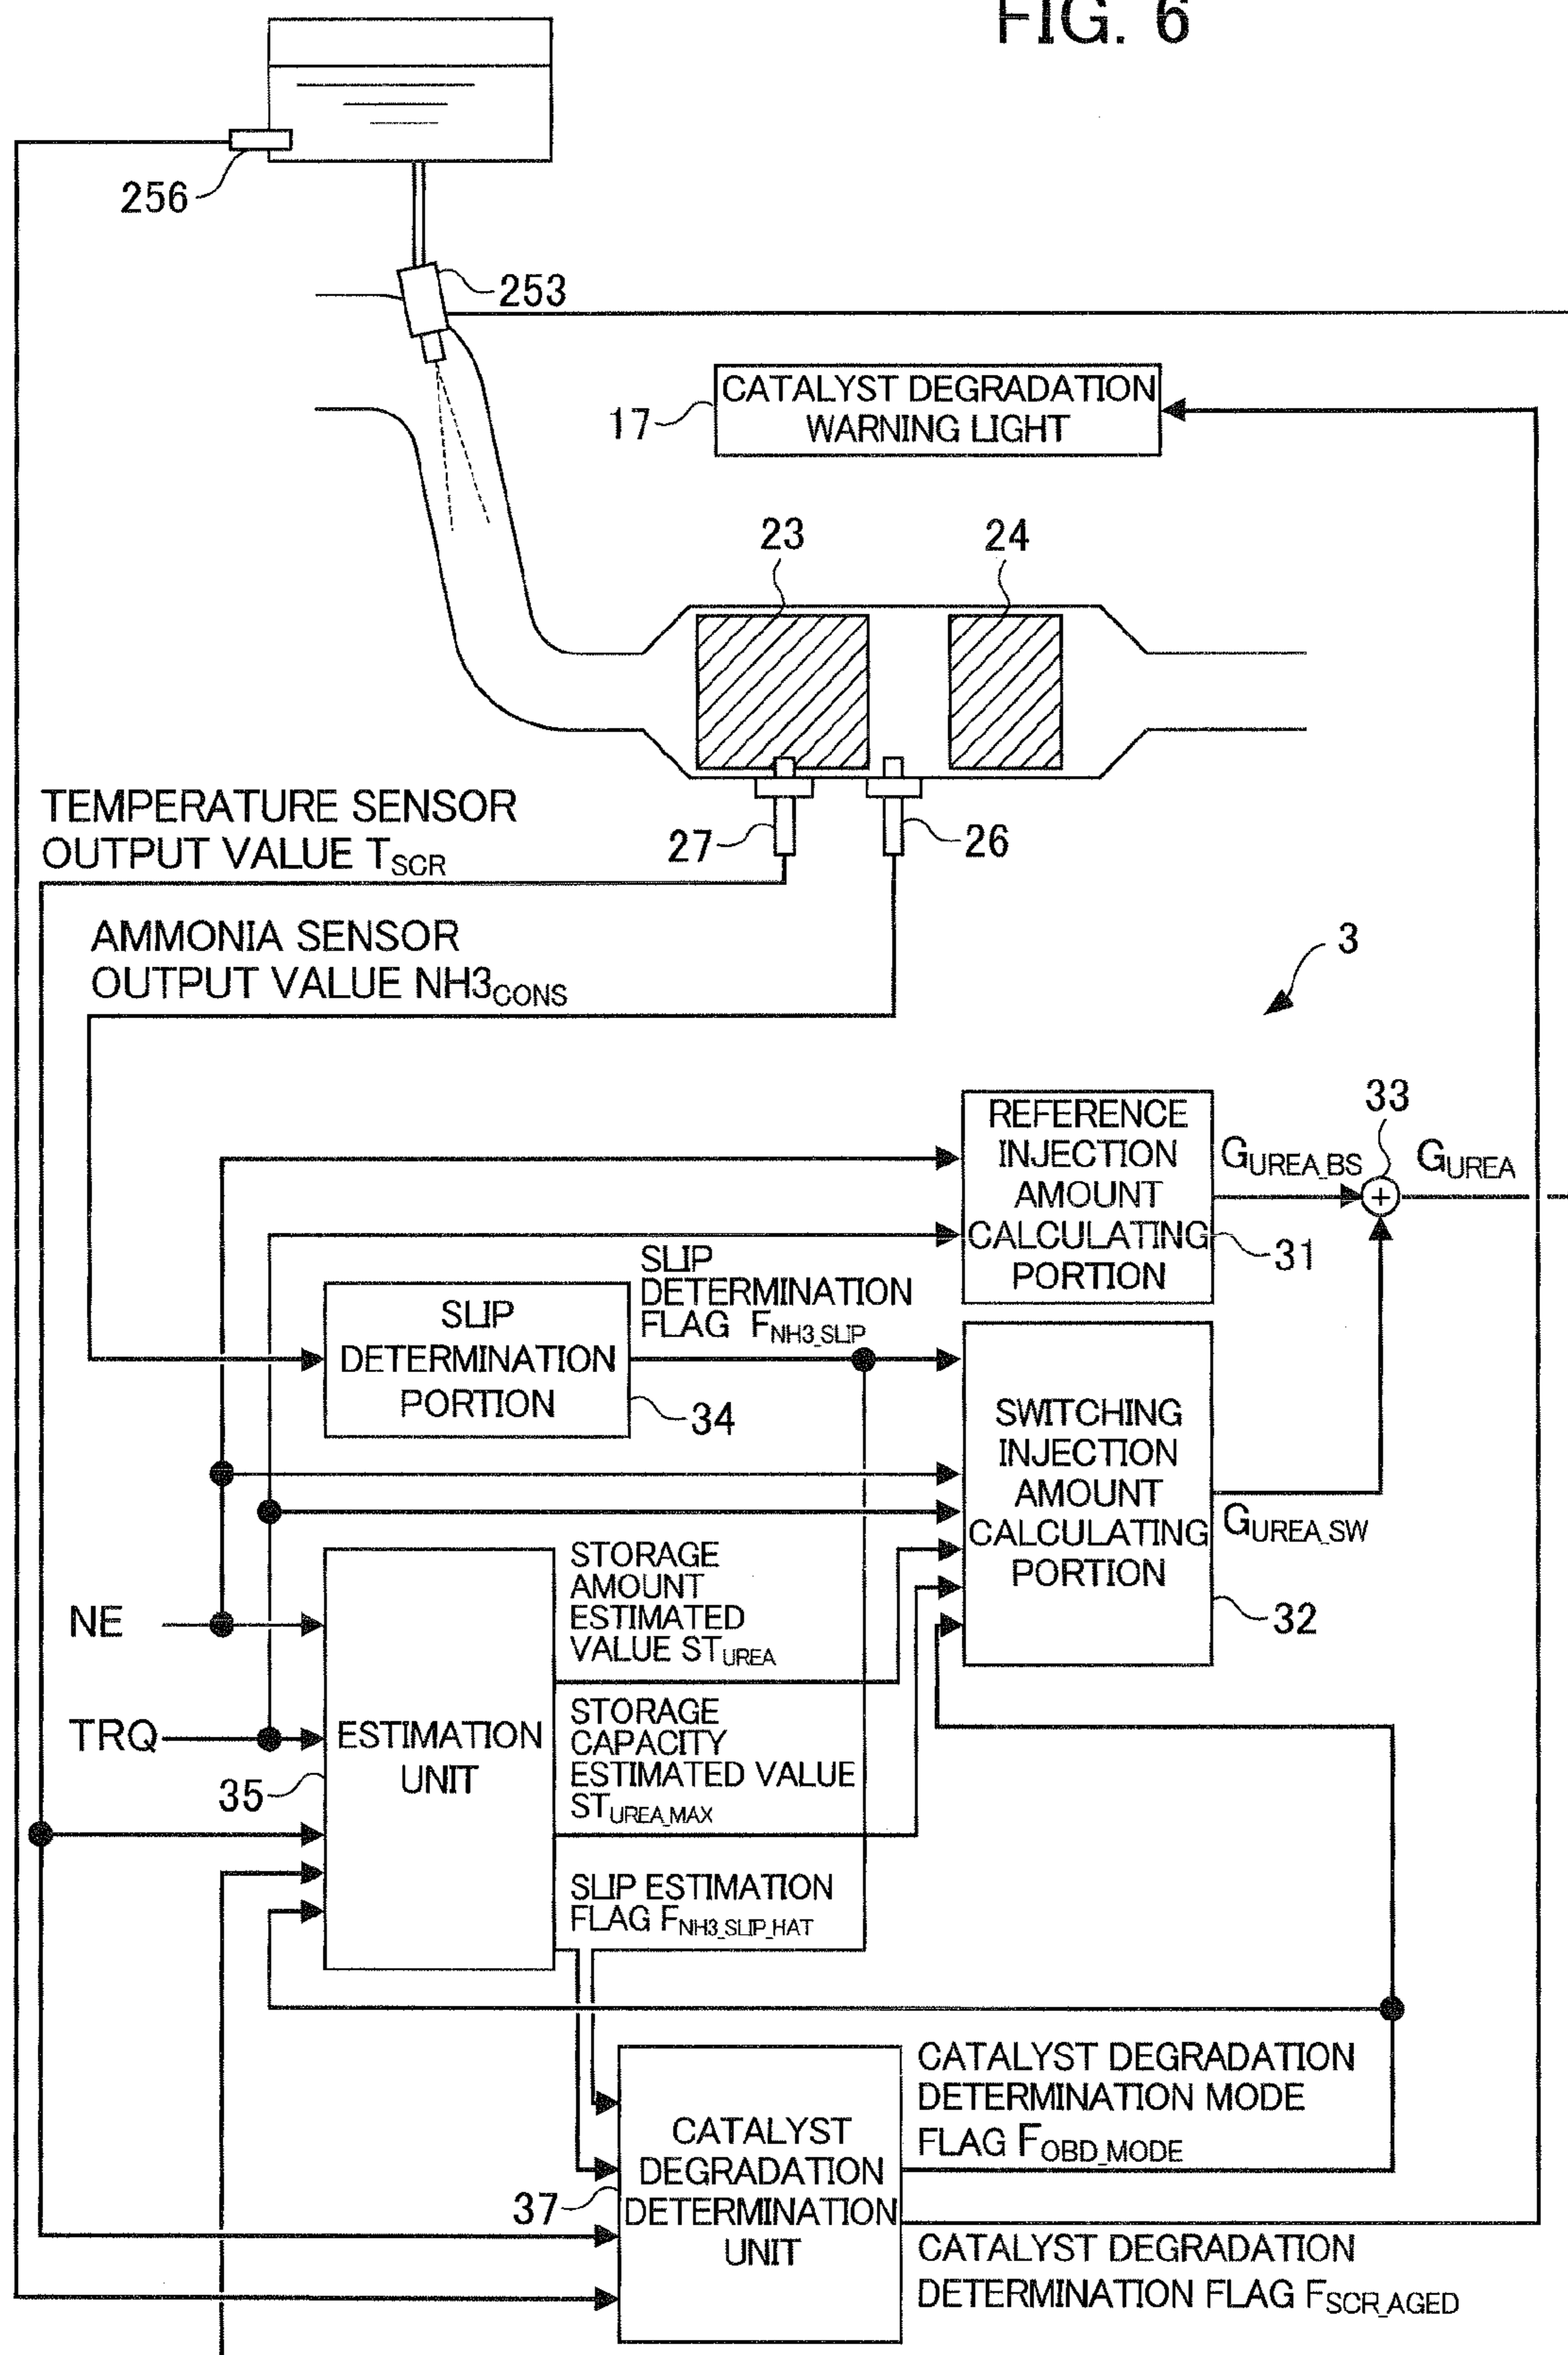 FIG. 6
256
253
CATALYST DEGRADATION
WARNING LIGHT
17
23
24
TEMPERATURE SENSOR
OUTPUT VALUE TSCR
27
26
AMMONIA SENSOR
OUTPUT VALUE NH3CONS
3
REFERENCE
INJECTION
AMOUNT
CALCULATING
PORTION
31
GUREA_BS
33
+
GUREA
SLIP
DETERMINATION
FLAG FNH3_SLIP
SLIP
DETERMINATION
PORTION
34
SWITCHING
INJECTION
AMOUNT
CALCULATING
PORTION
32
GUREA_SW
NE
TRQ
ESTIMATION
UNIT
35
STORAGE
AMOUNT
ESTIMATED
VALUE STUREA
STORAGE
CAPACITY
ESTIMATED VALUE
STUREA_MAX
SLIP ESTIMATION
FLAG FNH3_SLIP_HAT
CATALYST
DEGRADATION
DETERMINATION
UNIT
37
CATALYST DEGRADATION
DETERMINATION MODE
FLAG FOBD_MODE
CATALYST DEGRADATION
DETERMINATION FLAG FSCR_AGED